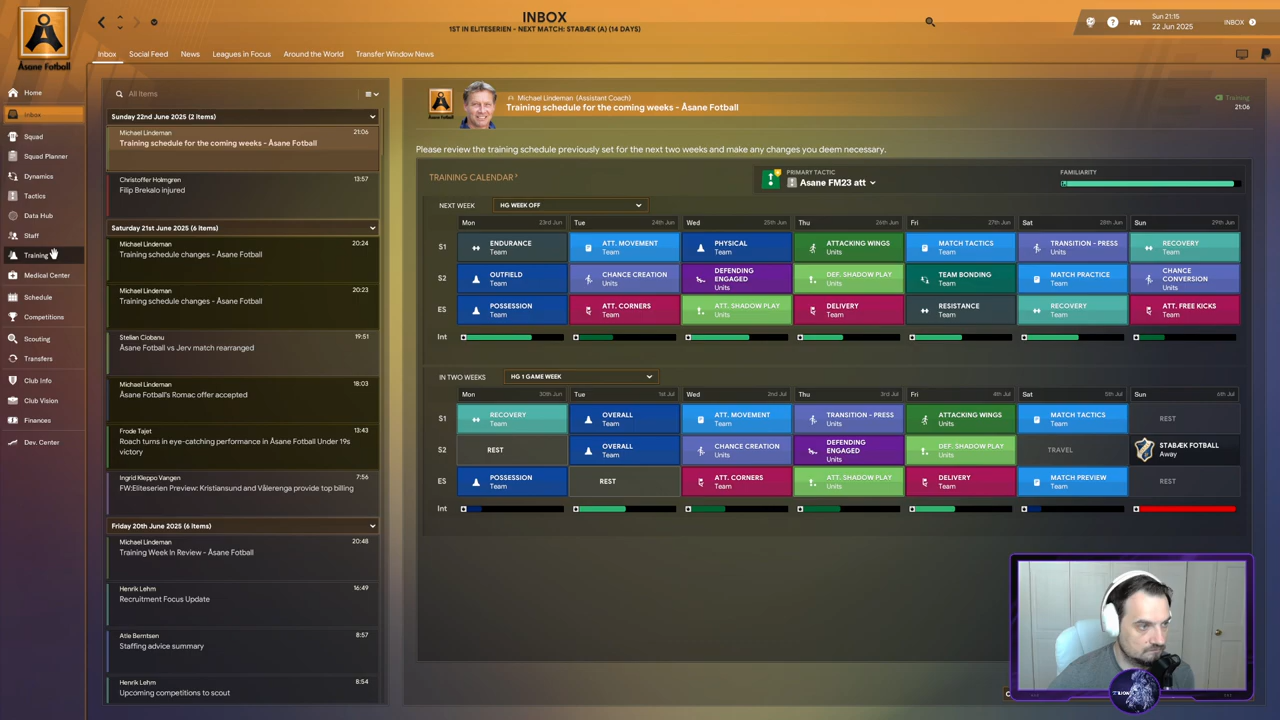 INBOX
1ST IN ELITESERIEN - NEXT MATCH: STABÆK (A) (14 DAYS)
FM
Sun 21:15
22 Jun 2025
INBOX
Åsane Fotball
Inbox
Social Feed
News
Leagues in Focus
Around the World
Transfer Window News
Home
Inbox
Squad
Squad Planner
Dynamics
Tactics
Data Hub
Staff
Training
Medical Center
Schedule
Competitions
Scouting
Transfers
Club Info
Club Vision
Finances
Dev. Center
All Items
Sunday 22nd June 2025 (2 Items)
Michael Lindeman
21:06
Training schedule for the coming weeks - Åsane Fotball
Christoffer Holmgren
13:57
Filip Brekalo injured
Saturday 21st June 2025 (6 Items)
Michael Lindeman
20:24
Training schedule changes - Åsane Fotball
Michael Lindeman
20:23
Training schedule changes - Åsane Fotball
Stelian Ciobanu
19:51
Åsane Fotball vs Jerv match rearranged
Michael Lindeman
18:03
Åsane Fotball's Romac offer accepted
Frode Tøjet
13:43
Roach turns in eye-catching performance in Åsane Fotball Under 19s
victory
Ingrid Kleppo Vangen
7:56
FW:Eliteserien Preview: Kristiansund and Vålerenga provide top billing
Friday 20th June 2025 (6 Items)
Michael Lindeman
20:48
Training Week In Review - Åsane Fotball
Henrik Lehm
16:49
Recruitment Focus Update
Atle Berntsen
8:57
Staffing advice summary
Henrik Lehm
8:54
Upcoming competitions to scout
Michael Lindeman (Assistant Coach)
Training schedule for the coming weeks - Åsane Fotball
Training
21:06
Please review the training schedule previously set for the next two weeks and make any changes you deem necessary.
TRAINING CALENDAR
PRIMARY TACTIC
Asane FM23 att
FAMILIARITY
NEXT WEEK
HG WEEK OFF
Mon 23rd Jun
Tue 24th Jun
Wed 25th Jun
Thu 26th Jun
Fri 27th Jun
Sat 28th Jun
Sun 29th Jun
S1
ENDURANCE
Team
ATT. MOVEMENT
Team
PHYSICAL
Team
ATTACKING WINGS
Units
MATCH TACTICS
Team
TRANSITION - PRESS
Units
RECOVERY
Team
S2
OUTFIELD
Team
CHANCE CREATION
Units
DEFENDING
ENGAGED
Units
DEF. SHADOW PLAY
Units
TEAM BONDING
Team
MATCH PRACTICE
Team
CHANCE
CONVERSION
Units
ES
POSSESSION
Team
ATT. CORNERS
Team
ATT. SHADOW PLAY
Units
DELIVERY
Team
RESISTANCE
Team
RECOVERY
Team
ATT. FREE KICKS
Team
Int
IN TWO WEEKS
HG 1 GAME WEEK
Mon 30th Jun
Tue 1st Jul
Wed 2nd Jul
Thu 3rd Jul
Fri 4th Jul
Sat 5th Jul
Sun 6th Jul
S1
RECOVERY
Team
OVERALL
Team
ATT. MOVEMENT
Team
TRANSITION - PRESS
Units
ATTACKING WINGS
Units
MATCH TACTICS
Team
REST
S2
REST
OVERALL
Team
CHANCE CREATION
Units
DEFENDING
ENGAGED
Units
DEF. SHADOW PLAY
Units
TRAVEL
STABÆK FOTBALL
Away
ES
POSSESSION
Team
REST
ATT. CORNERS
Team
ATT. SHADOW PLAY
Units
DELIVERY
Team
MATCH PREVIEW
Team
REST
Int